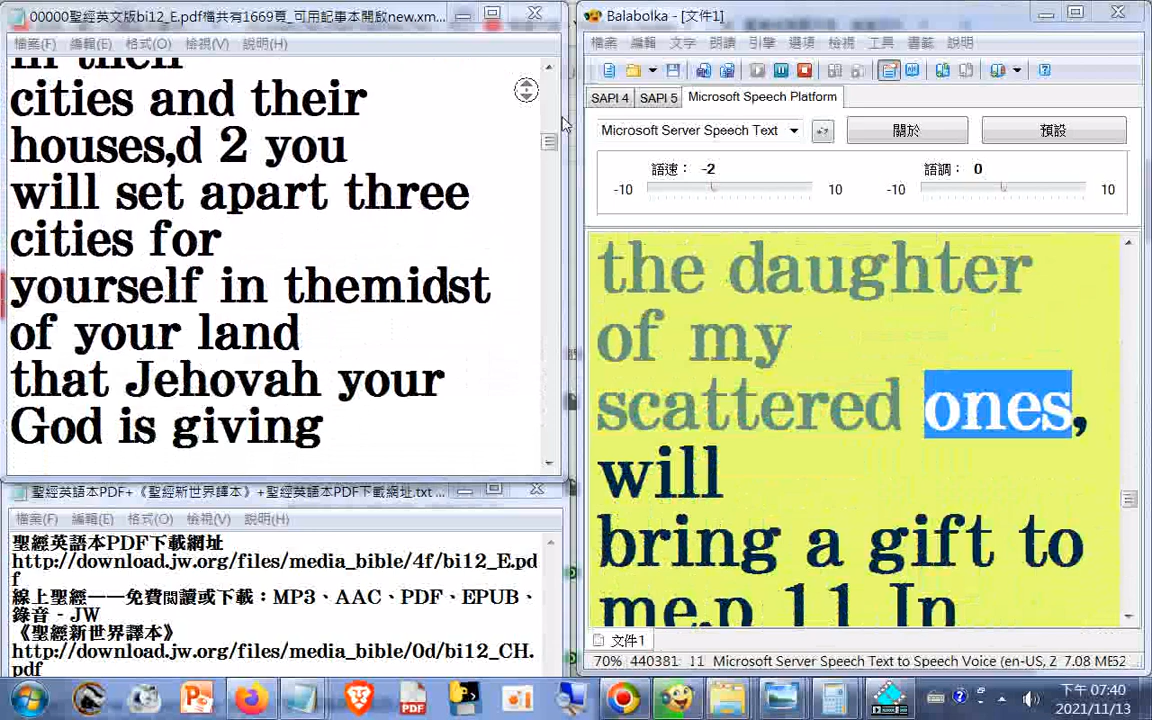 00000聖經英文版bi12_E.pdf檔共有1669頁_可用記事本開啟new.xm...
檔案(F) 編輯(E) 格式(O) 檢視(V) 說明(H)
in their
cities and their
houses,d 2 you
will set apart three
cities for
yourself in themidst
of your land
that Jehovah your
God is giving
聖經英語本PDF+《聖經新世界譯本》+聖經英語本PDF下載網址.txt ...
檔案(F) 編輯(E) 格式(O) 檢視(V) 說明(H)
聖經英語本PDF下載網址
http://download.jw.org/files/media_bible/4f/bi12_E.pd
f
線上聖經——免費閱讀或下載：MP3、AAC、PDF、EPUB、
錄音 - JW
《聖經新世界譯本》
http://download.jw.org/files/media_bible/0d/bi12_CH.
pdf
Balabolka - [文件1]
檔案 編輯 文字 朗讀 引擎 選項 檢視 工具 書籤 說明
SAPI 4 SAPI 5 Microsoft Speech Platform
Microsoft Server Speech Text 關於 預設
語速： -2 語調： 0
-10 10 -10 10
the daughter
of my
scattered ones,
will
bring a gift to
me.p 11 In
文件1
70% 440381: 11 Microsoft Server Speech Text to Speech Voice (en-US, Z 7.08 ME52
下午 07:40
2021/11/13